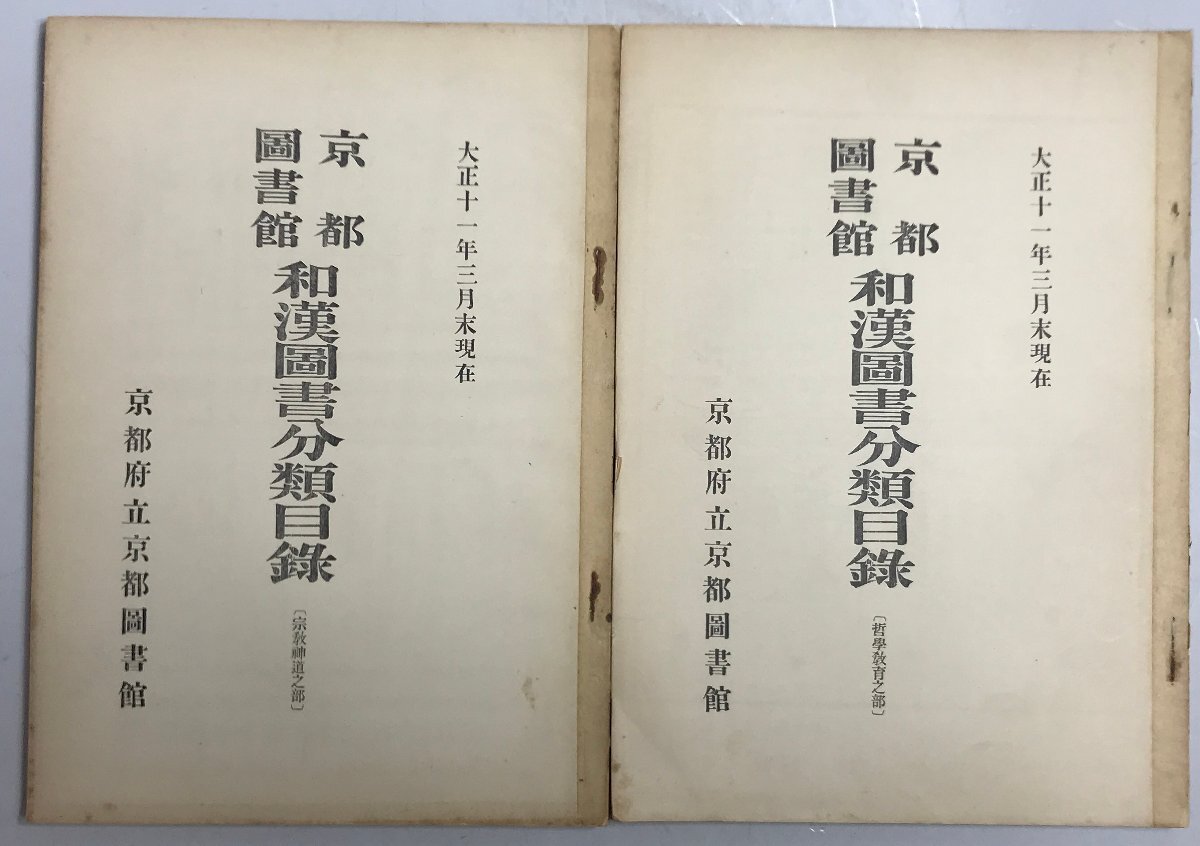 大正十一年三月末現在
京都
圖書館
和漢圖書分類目錄
〔宗敎神道之部〕
京都府立京都圖書館
大正十一年三月末現在
京都
圖書館
和漢圖書分類目錄
〔哲學敎育之部〕
京都府立京都圖書館